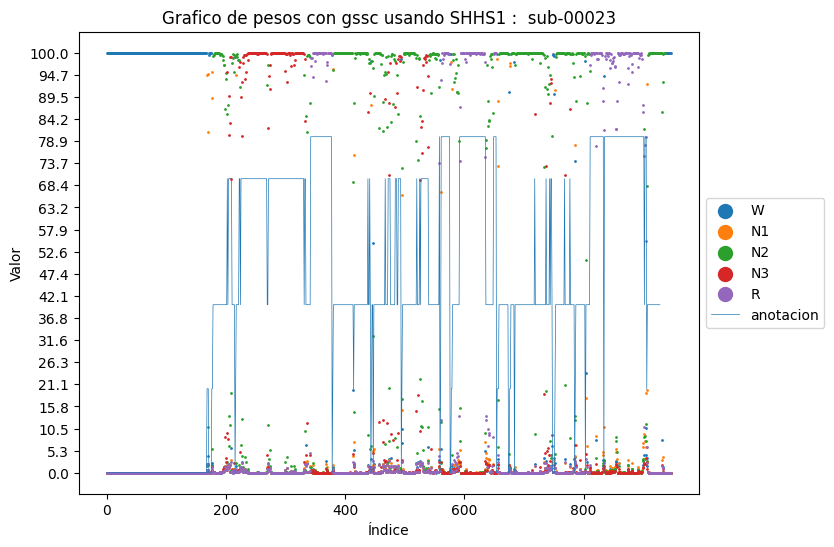 Grafico de pesos con gssc usando SHHS1 :  sub-00023
100.0
94.7
89.5
84.2
78.9
73.7
68.4
63.2
57.9
52.6
47.4
42.1
36.8
31.6
26.3
21.1
15.8
10.5
5.3
0.0
Valor
0 200 400 600 800
Índice
W
N1
N2
N3
R
anotacion